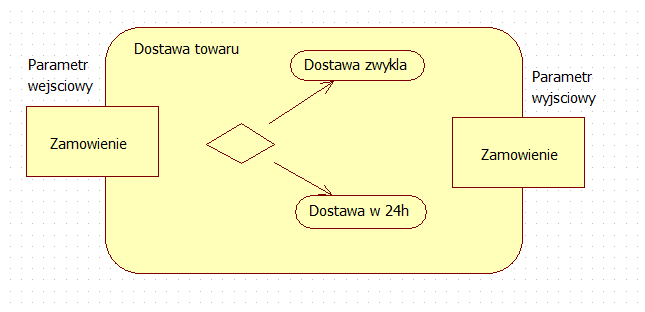 Dostawa towaru
Parametr
wejsciowy
Zamowienie
Dostawa zwykla
Dostawa w 24h
Parametr
wyjsciowy
Zamowienie